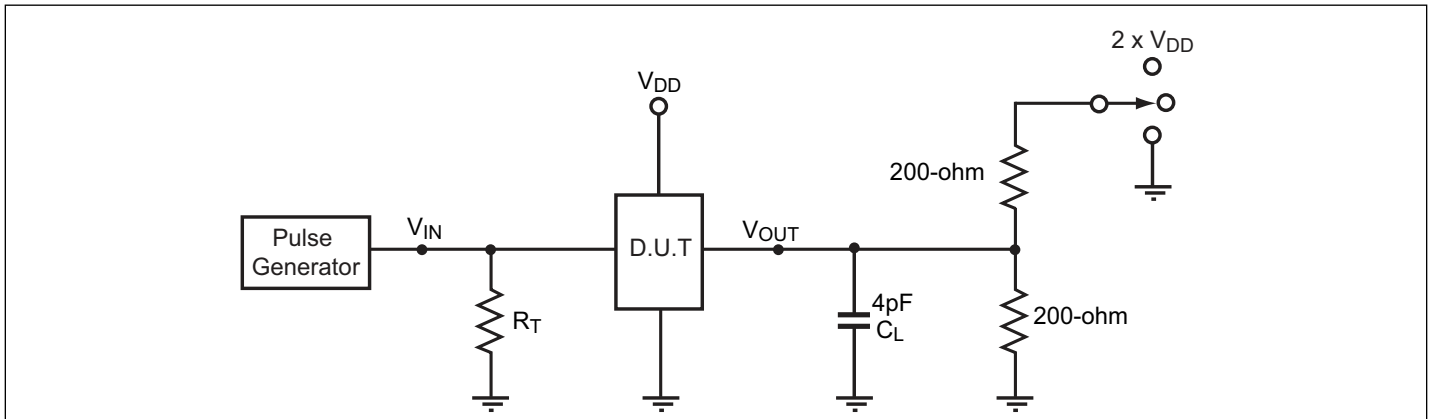 2 x VDD
VDD
200-ohm
VIN
Pulse
Generator
D.U.T
VOUT
RT
4pF
CL
200-ohm